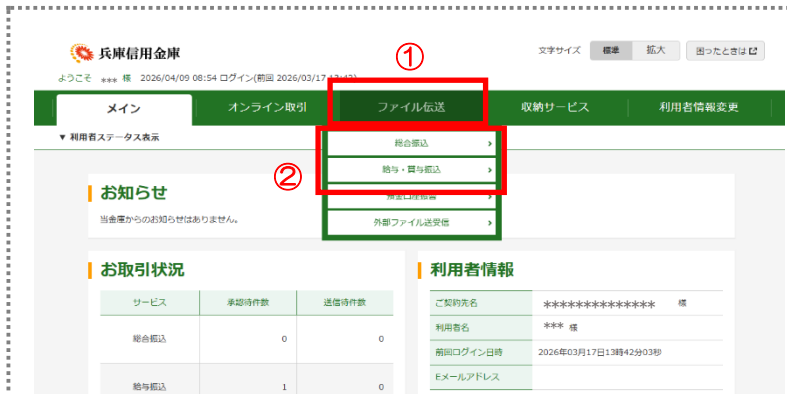 ①
兵庫信用金庫
文字サイズ 標準 拡大 困ったときは
ようこそ *** 様 2026/04/09 08:54 ログイン(前回 2026/03/17 13:42)
メイン オンライン取引 ファイル伝送 収納サービス 利用者情報変更
▼ 利用者ステータス表示
総合振込 ›
②
給与・賞与振込 ›
預金口座振替 ›
外部ファイル送受信 ›
お知らせ
当金庫からのお知らせはありません。
お取引状況
サービス 承認待件数 送信待件数
総合振込 0 0
給与振込 1 0
利用者情報
ご契約先名 ************** 様
利用者名 *** 様
前回ログイン日時 2026年03月17日13時42分03秒
Eメールアドレス